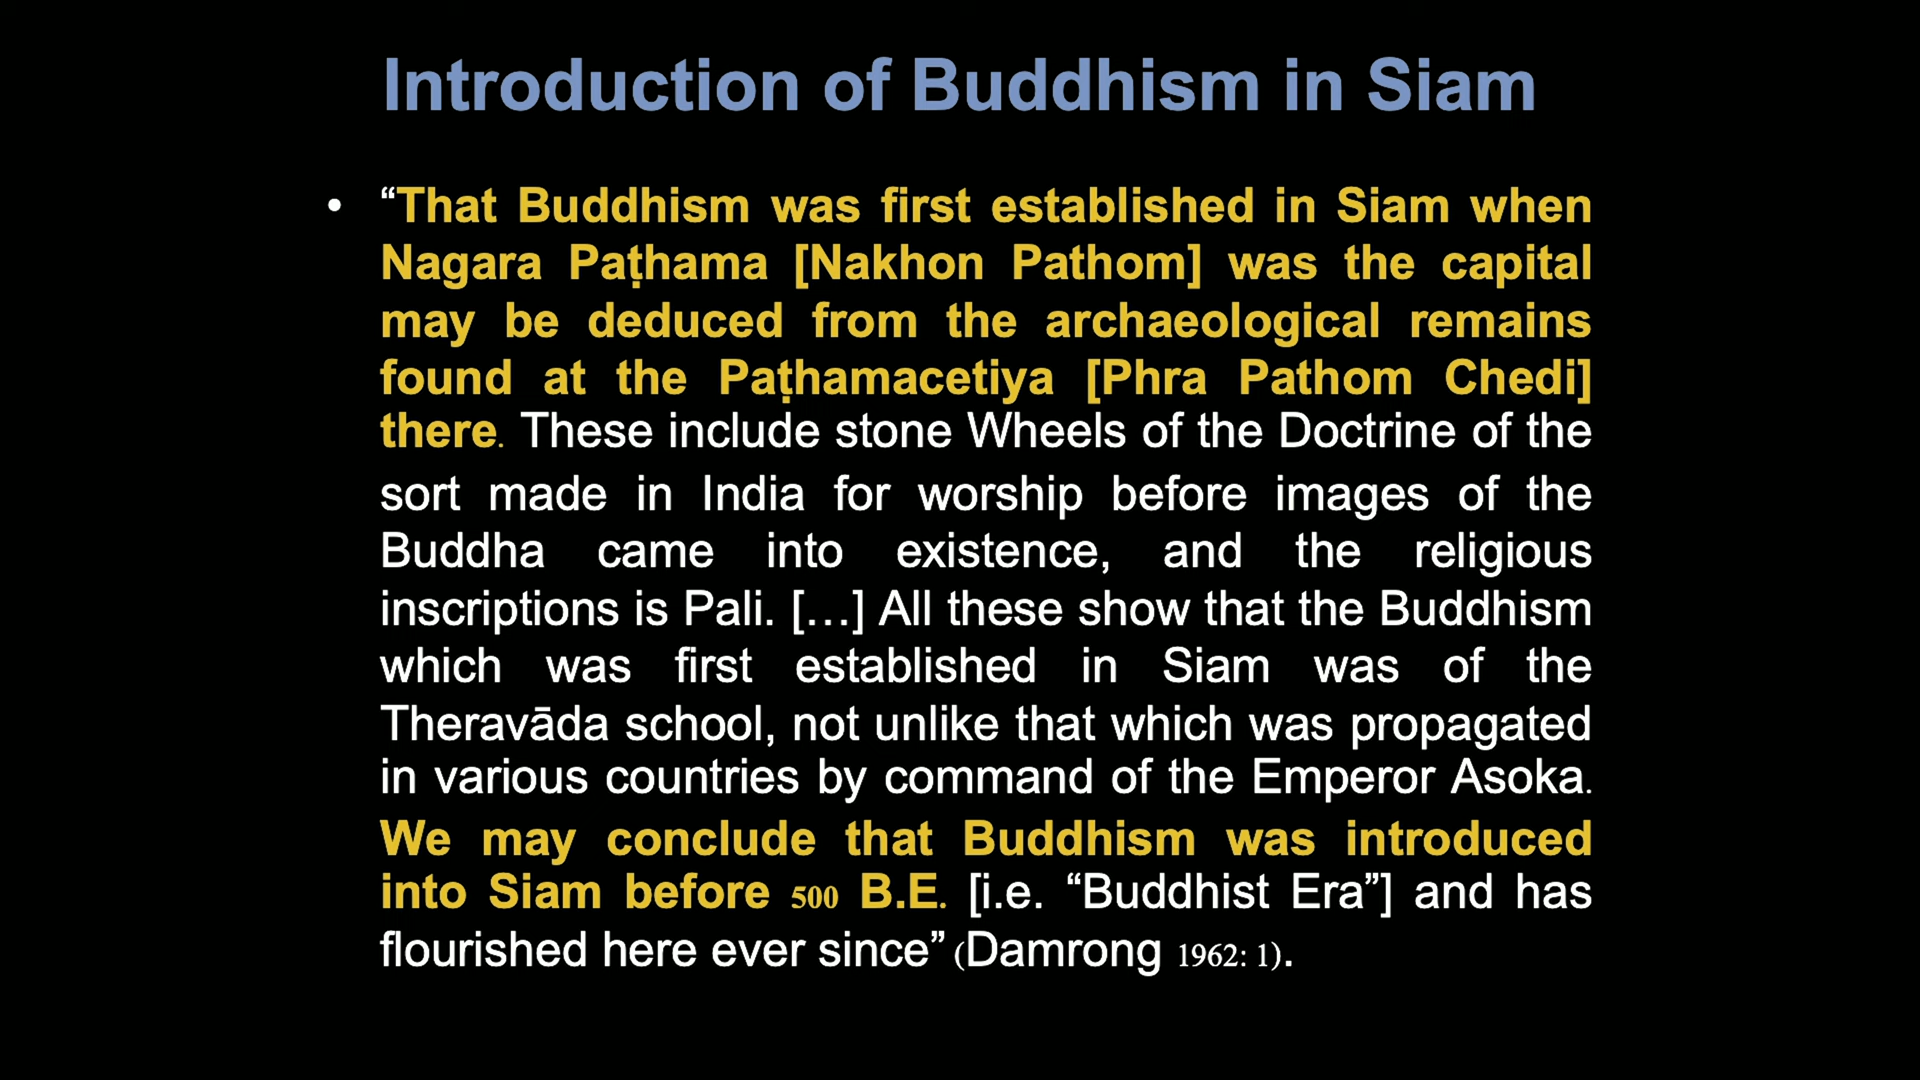 Introduction of Buddhism in Siam
• “That Buddhism was first established in Siam when
Nagara Paṭhama [Nakhon Pathom] was the capital
may be deduced from the archaeological remains
found at the Paṭhamacetiya [Phra Pathom Chedi]
there. These include stone Wheels of the Doctrine of the
sort made in India for worship before images of the
Buddha came into existence, and the religious
inscriptions is Pali. […] All these show that the Buddhism
which was first established in Siam was of the
Theravāda school, not unlike that which was propagated
in various countries by command of the Emperor Asoka.
We may conclude that Buddhism was introduced
into Siam before 500 B.E. [i.e. “Buddhist Era”] and has
flourished here ever since” (Damrong 1962: 1).